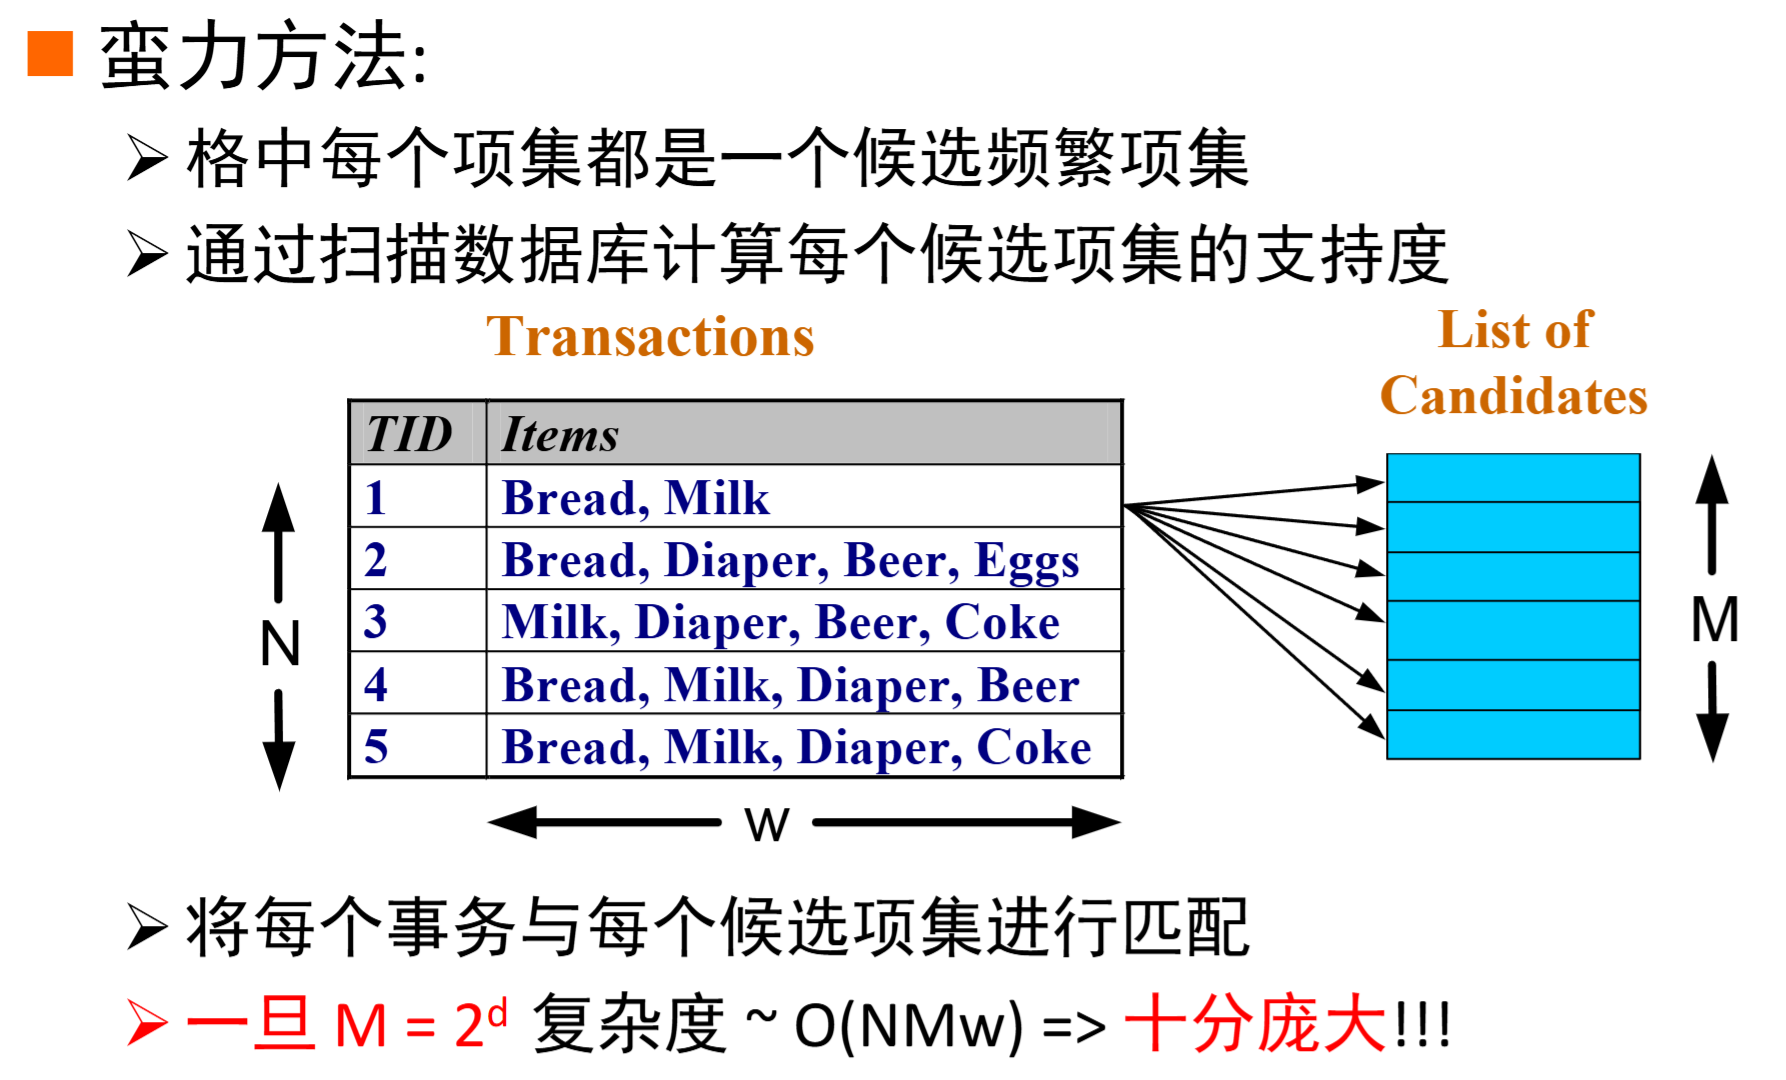 蛮力方法:
格中每个项集都是一个候选频繁项集
通过扫描数据库计算每个候选项集的支持度
Transactions
List of
Candidates
TID Items
1 Bread, Milk
2 Bread, Diaper, Beer, Eggs
3 Milk, Diaper, Beer, Coke
4 Bread, Milk, Diaper, Beer
5 Bread, Milk, Diaper, Coke
N
M
w
将每个事务与每个候选项集进行匹配
一旦 M = 2^d 复杂度 ~ O(NMw) => 十分庞大!!!